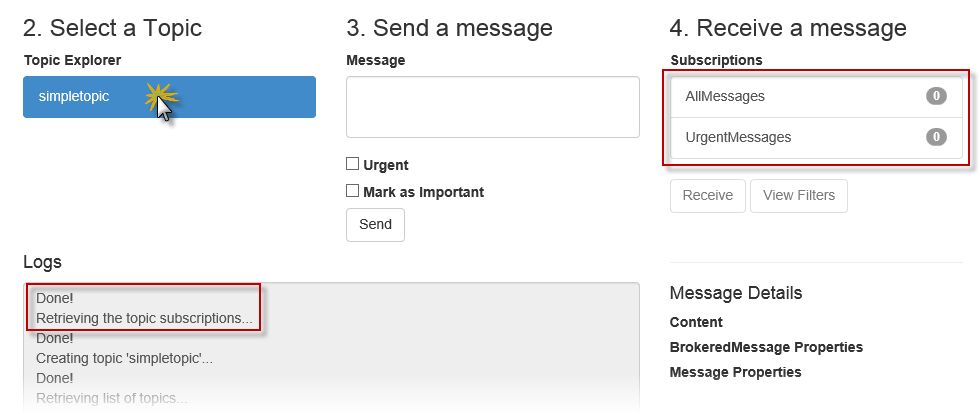 2. Select a Topic
Topic Explorer
simpletopic
3. Send a message
Message
Urgent
Mark as Important
Send
4. Receive a message
Subscriptions
AllMessages 0
UrgentMessages 0
Receive View Filters
Logs
Done!
Retrieving the topic subscriptions...
Done!
Creating topic 'simpletopic'...
Done!
Retrieving list of topics...
Message Details
Content
BrokeredMessage Properties
Message Properties